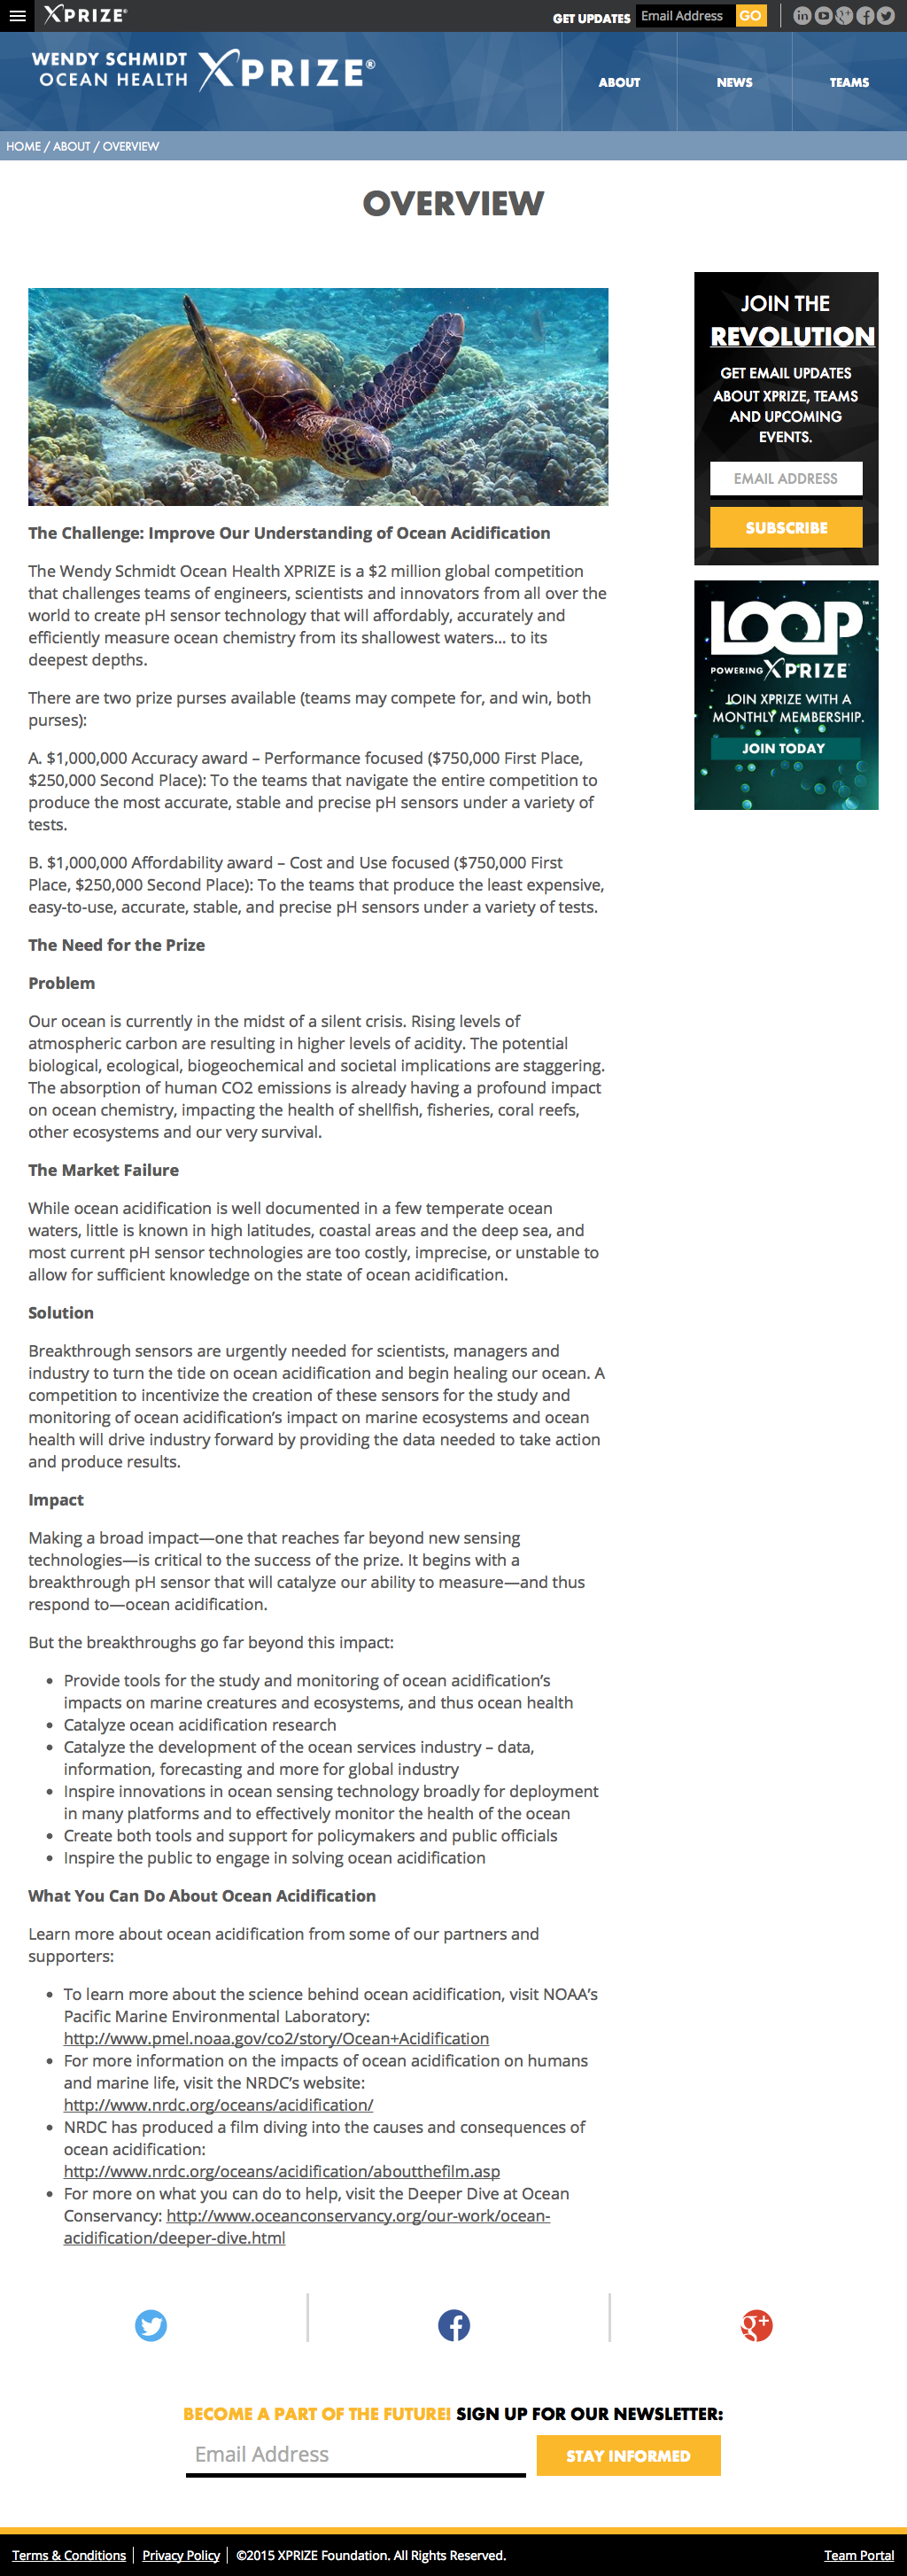 XPRIZE®
GET UPDATES Email Address GO
WENDY SCHMIDT
OCEAN HEALTH XPRIZE®
ABOUT NEWS TEAMS
HOME / ABOUT / OVERVIEW
OVERVIEW
The Challenge: Improve Our Understanding of Ocean Acidification
The Wendy Schmidt Ocean Health XPRIZE is a $2 million global competition
that challenges teams of engineers, scientists and innovators from all over the
world to create pH sensor technology that will affordably, accurately and
efficiently measure ocean chemistry from its shallowest waters... to its
deepest depths.
There are two prize purses available (teams may compete for, and win, both
purses):
A. $1,000,000 Accuracy award – Performance focused ($750,000 First Place,
$250,000 Second Place): To the teams that navigate the entire competition to
produce the most accurate, stable and precise pH sensors under a variety of
tests.
B. $1,000,000 Affordability award – Cost and Use focused ($750,000 First
Place, $250,000 Second Place): To the teams that produce the least expensive,
easy-to-use, accurate, stable, and precise pH sensors under a variety of tests.
The Need for the Prize
Problem
Our ocean is currently in the midst of a silent crisis. Rising levels of
atmospheric carbon are resulting in higher levels of acidity. The potential
biological, ecological, biogeochemical and societal implications are staggering.
The absorption of human CO2 emissions is already having a profound impact
on ocean chemistry, impacting the health of shellfish, fisheries, coral reefs,
other ecosystems and our very survival.
The Market Failure
While ocean acidification is well documented in a few temperate ocean
waters, little is known in high latitudes, coastal areas and the deep sea, and
most current pH sensor technologies are too costly, imprecise, or unstable to
allow for sufficient knowledge on the state of ocean acidification.
Solution
Breakthrough sensors are urgently needed for scientists, managers and
industry to turn the tide on ocean acidification and begin healing our ocean. A
competition to incentivize the creation of these sensors for the study and
monitoring of ocean acidification’s impact on marine ecosystems and ocean
health will drive industry forward by providing the data needed to take action
and produce results.
Impact
Making a broad impact—one that reaches far beyond new sensing
technologies—is critical to the success of the prize. It begins with a
breakthrough pH sensor that will catalyze our ability to measure—and thus
respond to—ocean acidification.
But the breakthroughs go far beyond this impact:
• Provide tools for the study and monitoring of ocean acidification’s
impacts on marine creatures and ecosystems, and thus ocean health
• Catalyze ocean acidification research
• Catalyze the development of the ocean services industry – data,
information, forecasting and more for global industry
• Inspire innovations in ocean sensing technology broadly for deployment
in many platforms and to effectively monitor the health of the ocean
• Create both tools and support for policymakers and public officials
• Inspire the public to engage in solving ocean acidification
What You Can Do About Ocean Acidification
Learn more about ocean acidification from some of our partners and
supporters:
• To learn more about the science behind ocean acidification, visit NOAA’s
Pacific Marine Environmental Laboratory:
http://www.pmel.noaa.gov/co2/story/Ocean+Acidification
• For more information on the impacts of ocean acidification on humans
and marine life, visit the NRDC’s website:
http://www.nrdc.org/oceans/acidification/
• NRDC has produced a film diving into the causes and consequences of
ocean acidification:
http://www.nrdc.org/oceans/acidification/aboutthefilm.asp
• For more on what you can do to help, visit the Deeper Dive at Ocean
Conservancy: http://www.oceanconservancy.org/our-work/ocean-
acidification/deeper-dive.html
JOIN THE
REVOLUTION
GET EMAIL UPDATES
ABOUT XPRIZE, TEAMS
AND UPCOMING
EVENTS.
EMAIL ADDRESS
SUBSCRIBE
LOOP™
POWERING XPRIZE
JOIN XPRIZE WITH A
MONTHLY MEMBERSHIP.
JOIN TODAY
BECOME A PART OF THE FUTURE! SIGN UP FOR OUR NEWSLETTER:
Email Address STAY INFORMED
Terms & Conditions | Privacy Policy | ©2015 XPRIZE Foundation. All Rights Reserved. Team Portal